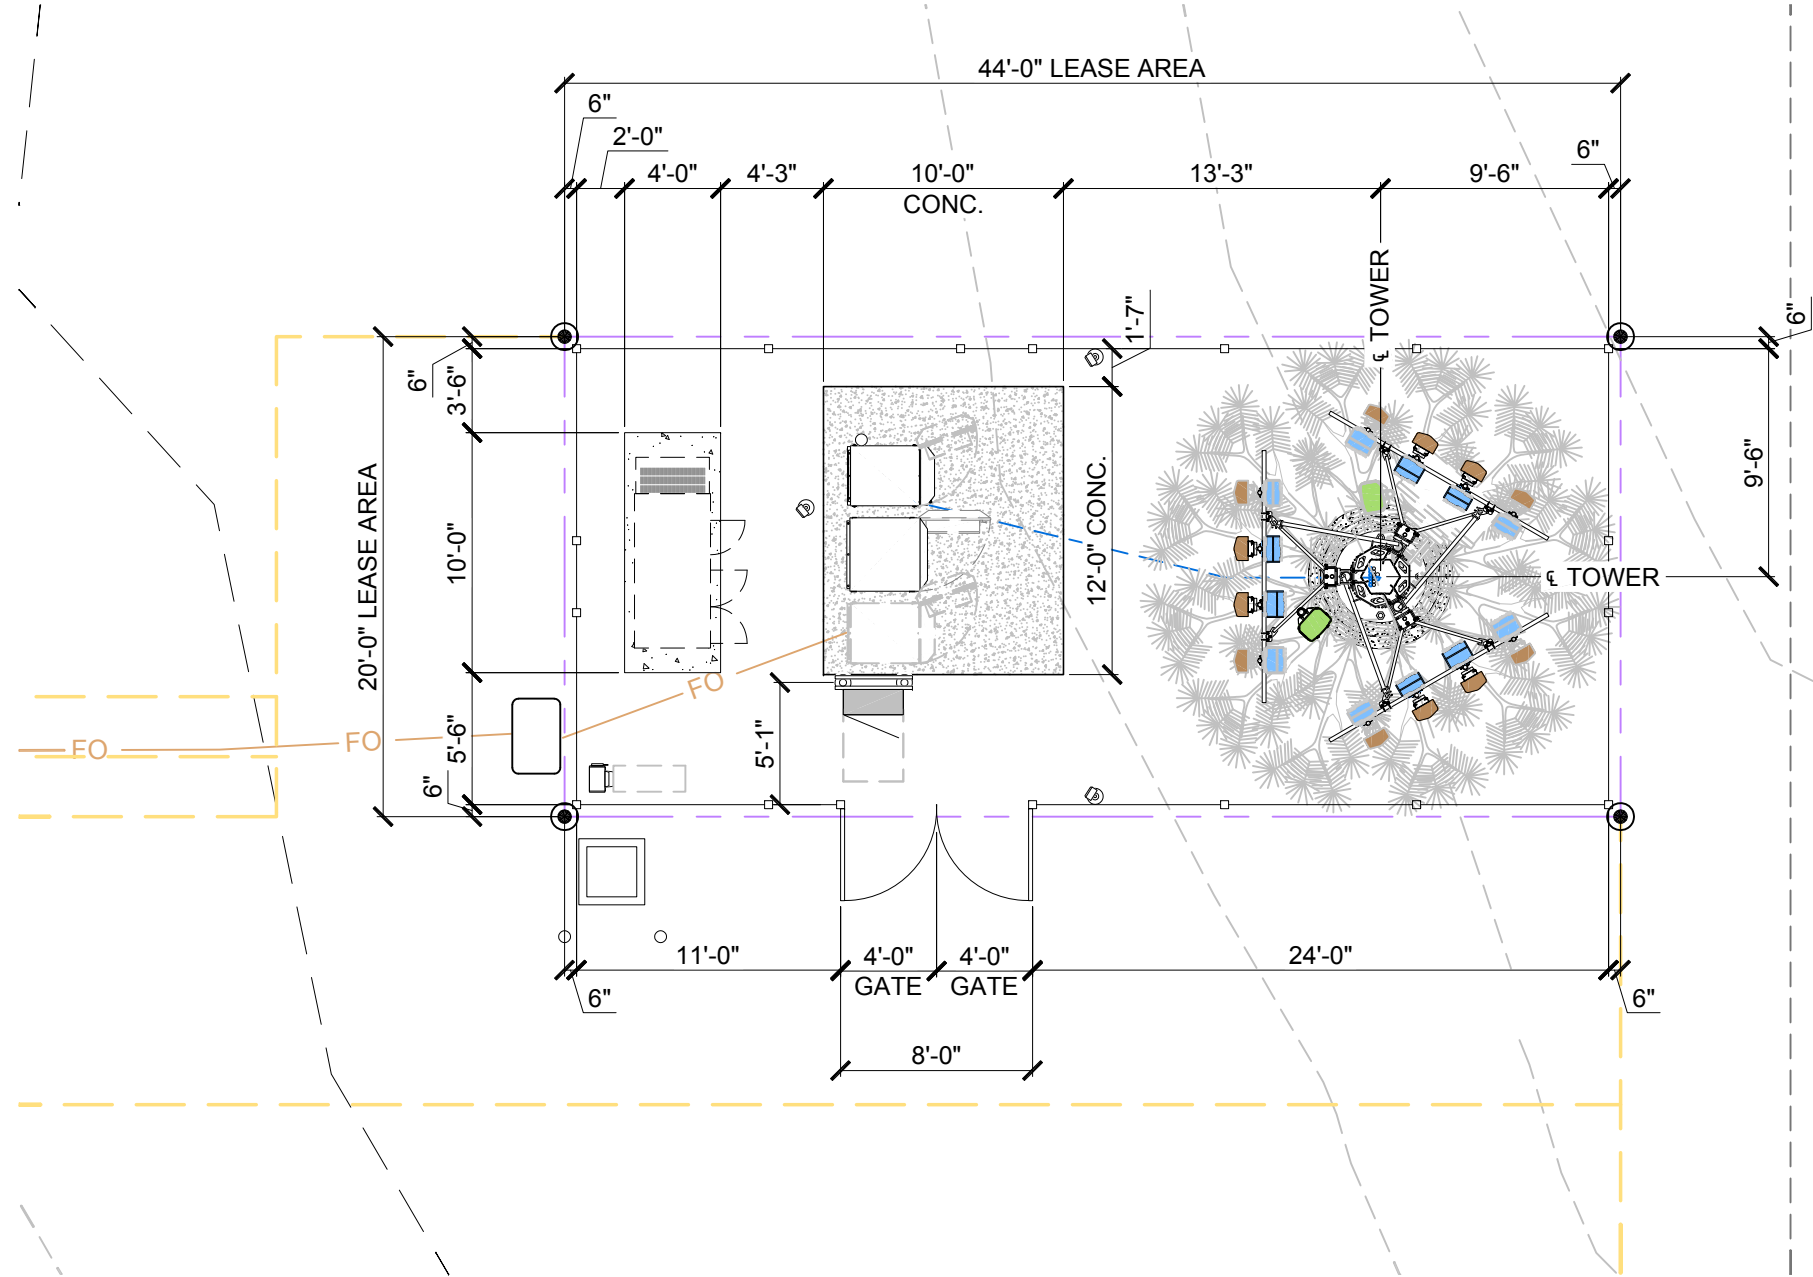 44'-0" LEASE AREA
6"
2'-0"
4'-0"
4'-3"
10'-0"
CONC.
13'-3"
6"
9'-6"
1'-7"
℄ TOWER
6"
6"
3'-6"
9'-6"
20'-0" LEASE AREA
10'-0"
12'-0" CONC.
℄ TOWER
FO
FO
FO
5'-6"
5'-1"
6"
11'-0"
4'-0"
GATE
4'-0"
GATE
24'-0"
6"
6"
8'-0"